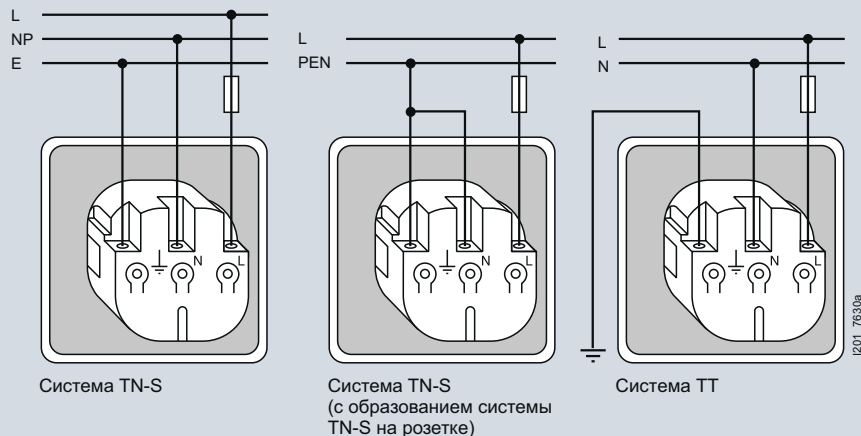 L
NP
E
N
L
Система TN-S
L
PEN
N
L
Система TN-S
(с образованием системы
TN-S на розетке)
L
N
N
L
Система TT
I201_7630a